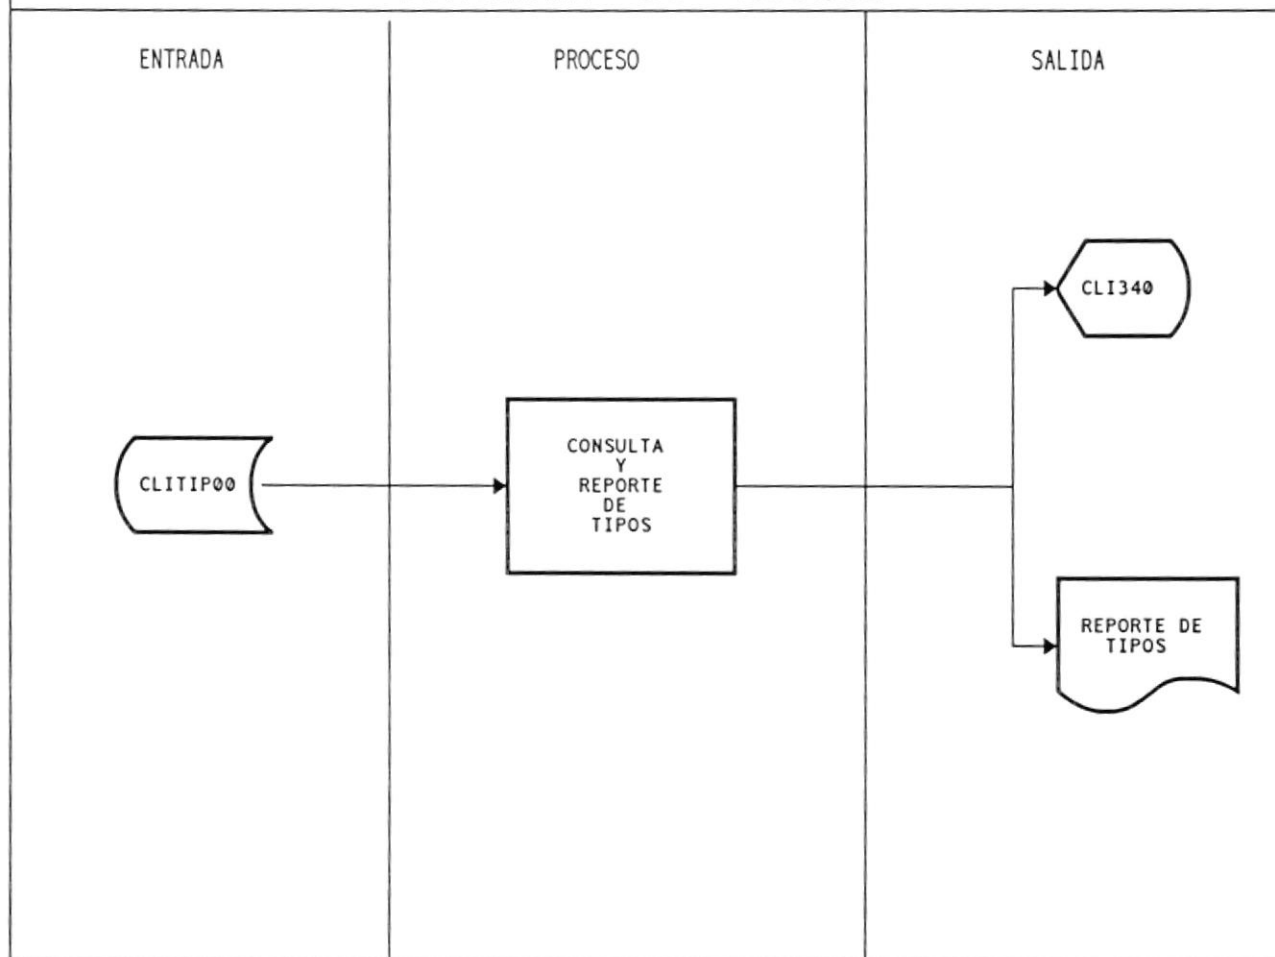 ENTRADA
PROCESO
SALIDA
CLI340
CLITIP00
CONSULTA
Y
REPORTE
DE
TIPOS
REPORTE DE
TIPOS